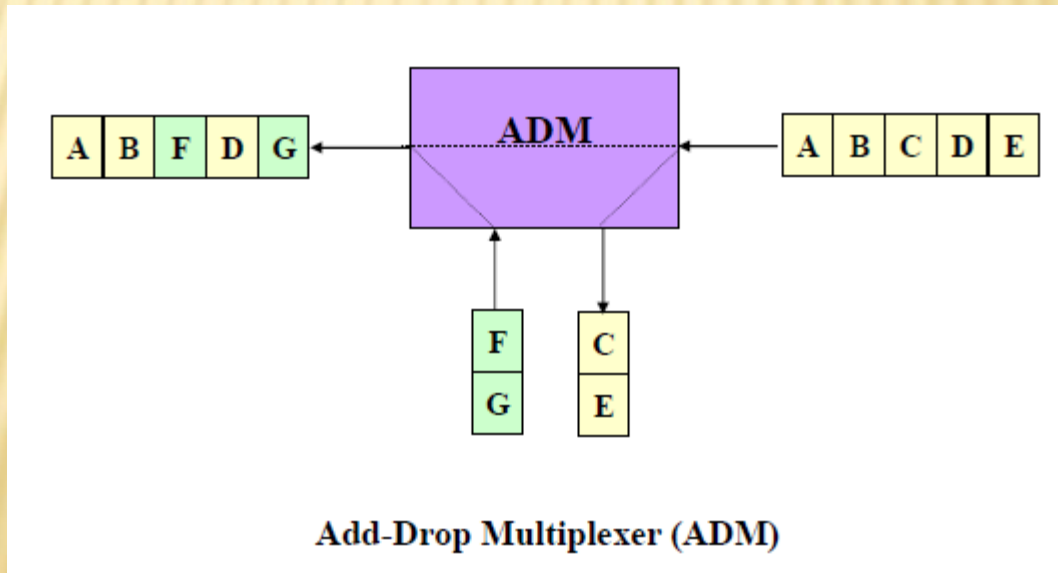 ADM
A B F D G
A B C D E
F
G
C
E
Add-Drop Multiplexer (ADM)